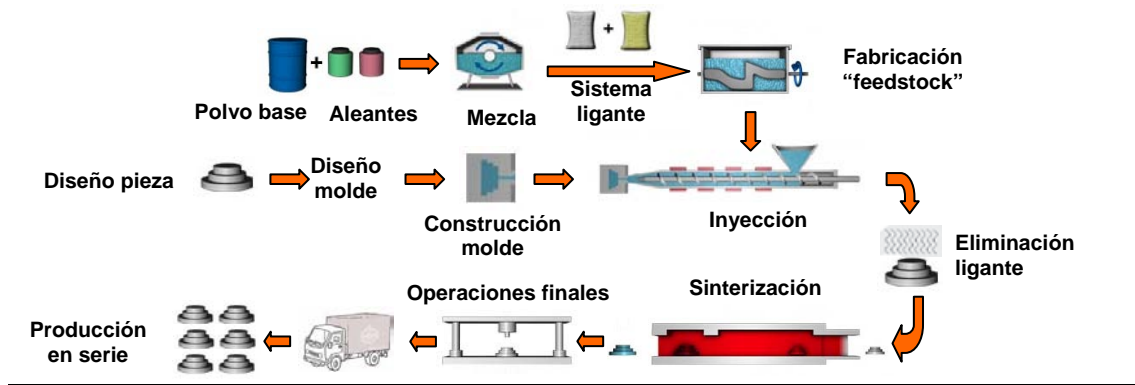 Polvo base
Aleantes
Mezcla
Sistema
ligante
Fabricación
“feedstock”
Diseño pieza
Diseño
molde
Construcción
molde
Inyección
Eliminación
ligante
Sinterización
Operaciones finales
Producción
en serie